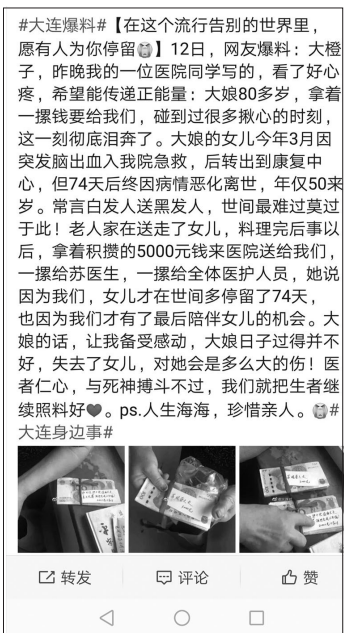 #大连爆料#【在这个流行告别的世界里，
愿有人为你停留】12日，网友爆料：大橙
子，昨晚我的一位医院同学写的，看了好心
疼，希望能传递正能量：大娘80多岁，拿着
一摞钱要给我们，碰到过很多揪心的时刻，
这一刻彻底泪奔了。大娘的女儿今年3月因
突发脑出血入我院急救，后转出到康复中
心，但74天后终因病情恶化离世，年仅50来
岁。常言白发人送黑发人，世间最难过莫过
于此！老人家在送走了女儿，料理完后事以
后，拿着积攒的5000元钱来医院送给我们，
一摞给苏医生，一摞给全体医护人员，她说
因为我们，女儿才在世间多停留了74天，
也因为我们才有了最后陪伴女儿的机会。大
娘的话，让我备受感动，大娘日子过得并不
好，失去了女儿，对她会是多么大的伤！医
者仁心，与死神搏斗不过，我们就把生者继
续照料好🖤。ps.人生海海，珍惜亲人。#
大连身边事#
转发
评论
赞